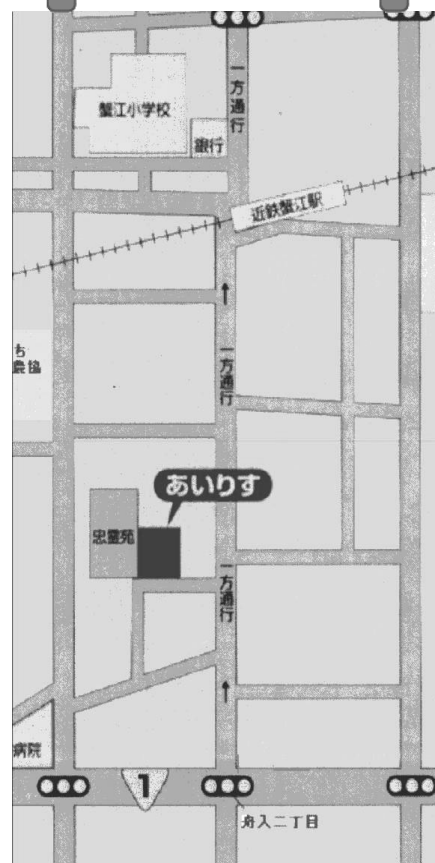 一方通行
蟹江小学校
銀行
近鉄蟹江駅
一方通行
ち
農協
あいりす
忠霊苑
一方通行
病院
1
舟入二丁目